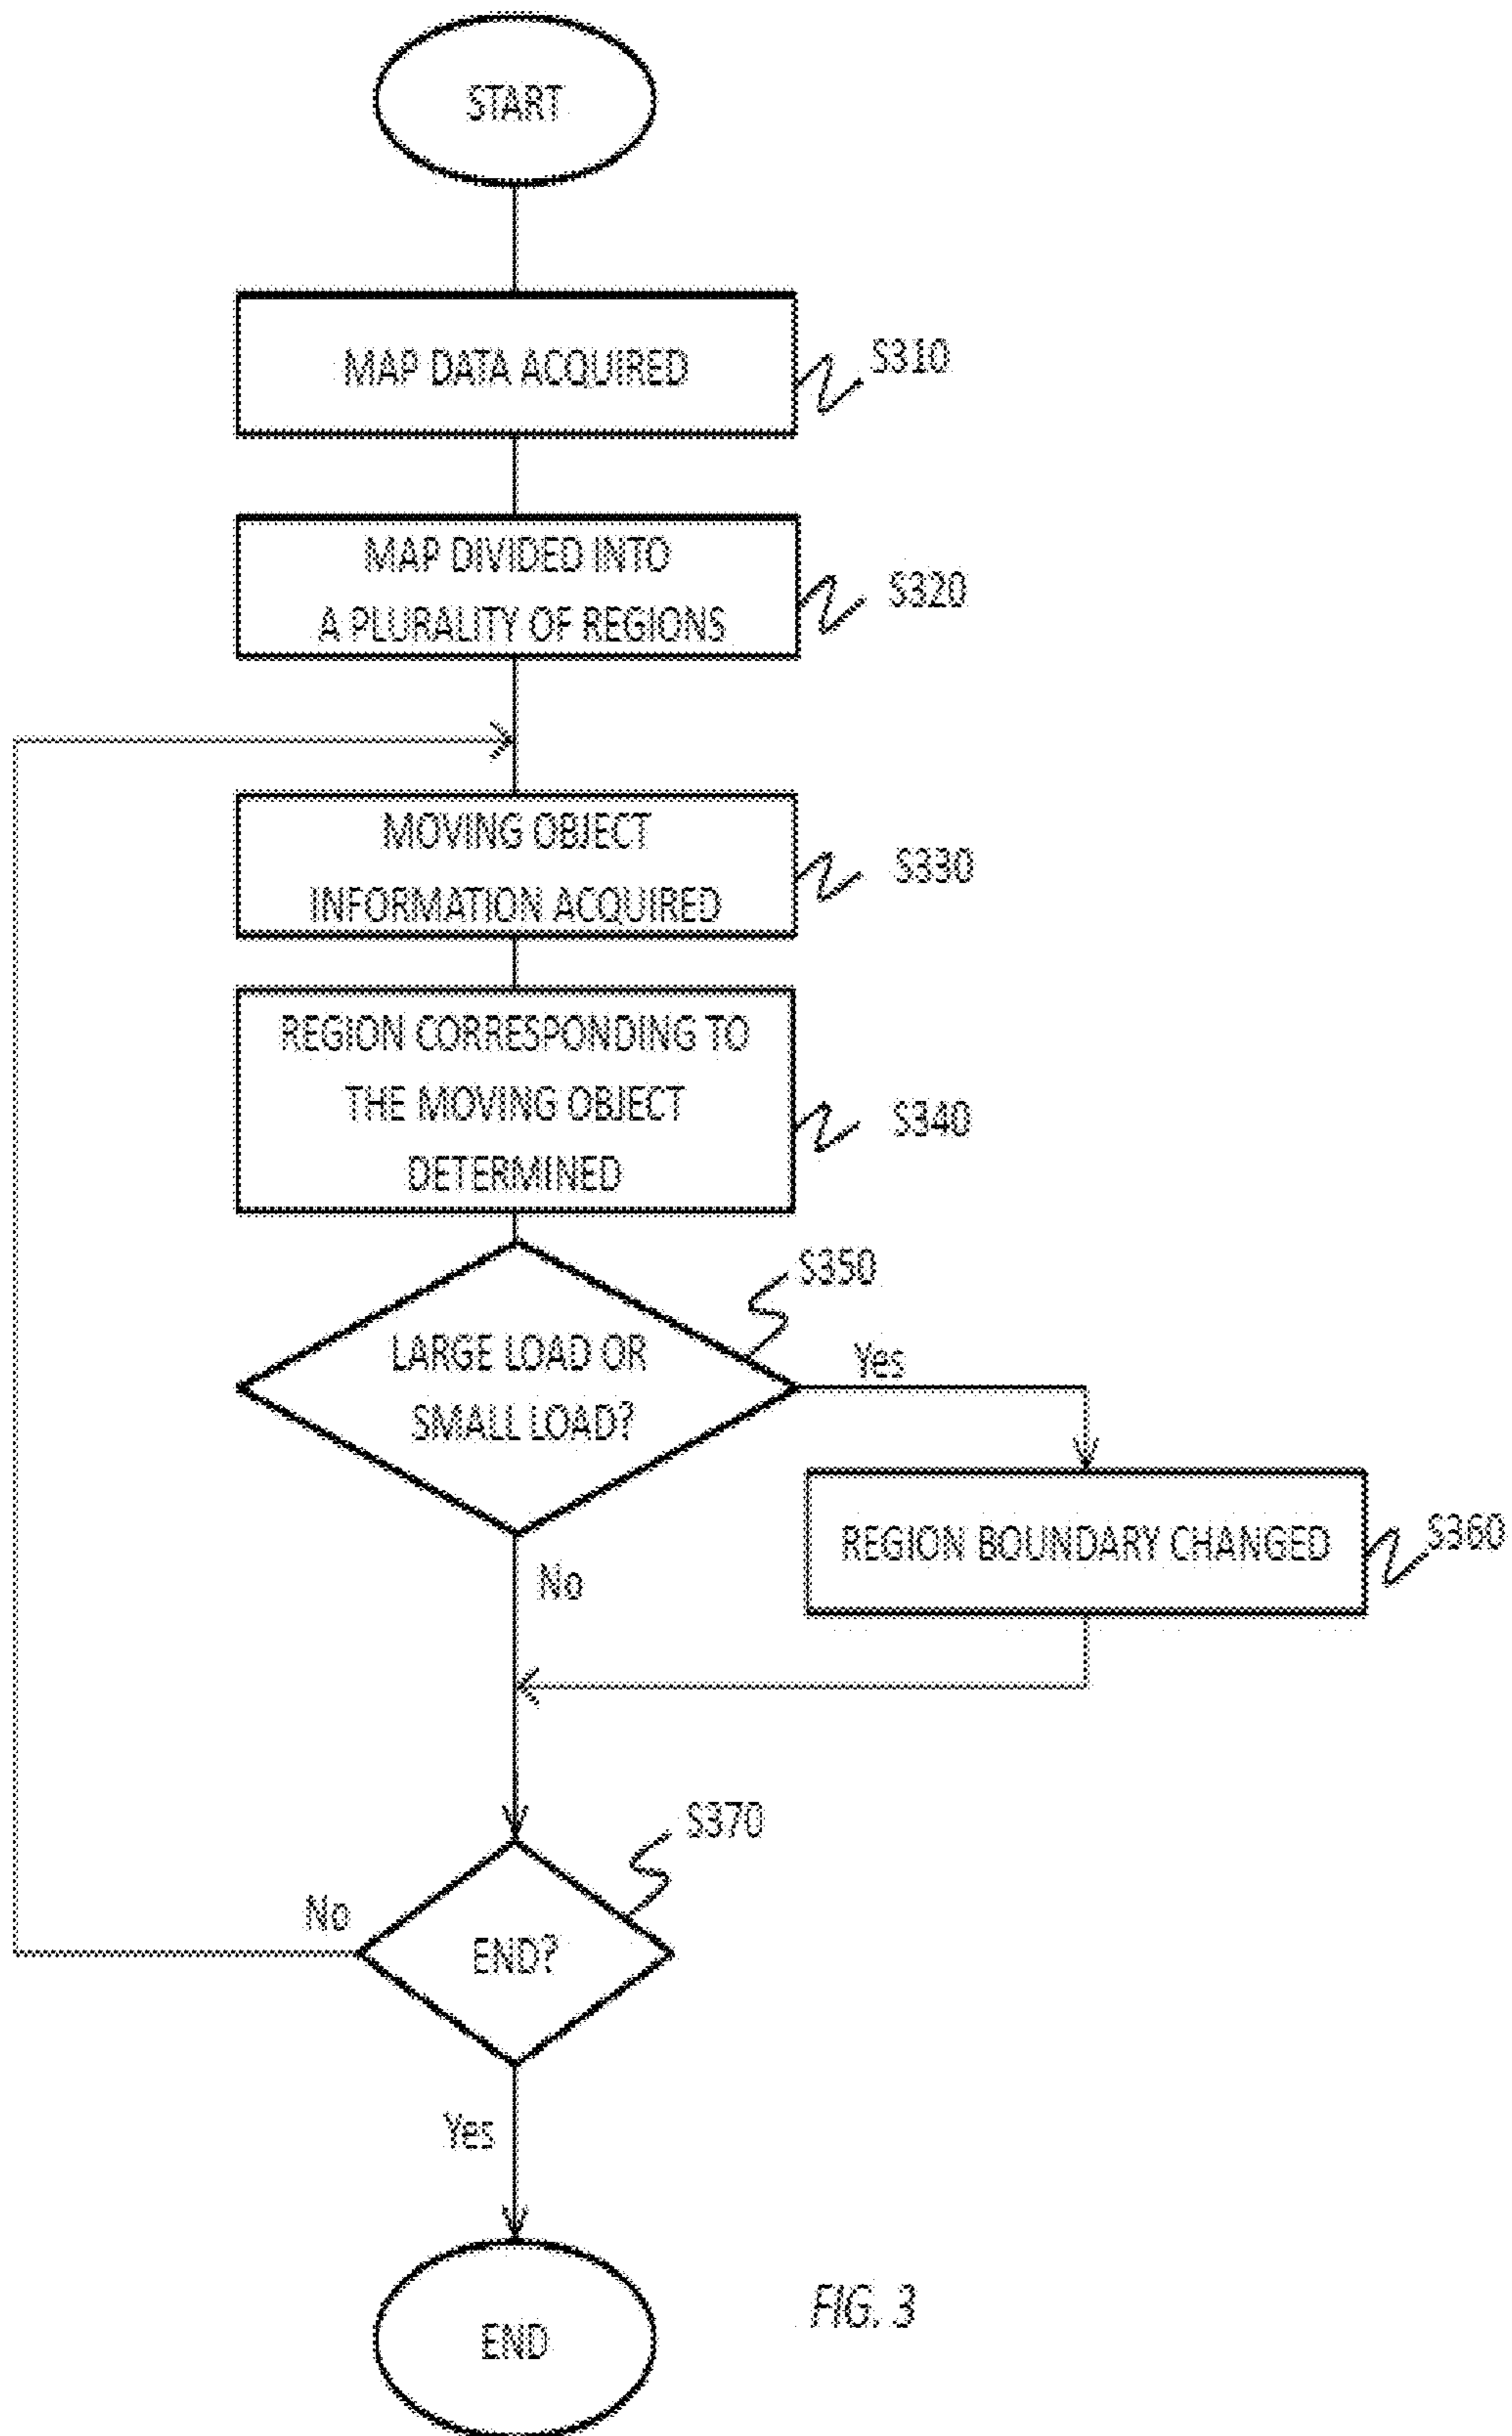 START
MAP DATA ACQUIRED
S310
MAP DIVIDED INTO
A PLURALITY OF REGIONS
S320
MOVING OBJECT
INFORMATION ACQUIRED
S330
REGION CORRESPONDING TO
THE MOVING OBJECT
DETERMINED
S340
S350
LARGE LOAD OR
SMALL LOAD?
Yes
REGION BOUNDARY CHANGED
S360
No
S370
No
END?
Yes
END
FIG. 3